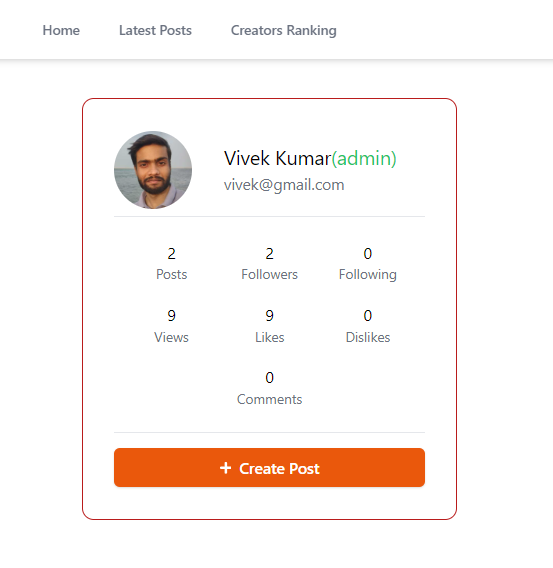 Home Latest Posts Creators Ranking
Vivek Kumar(admin)
vivek@gmail.com
2 2 0
Posts Followers Following
9 9 0
Views Likes Dislikes
0
Comments
+ Create Post